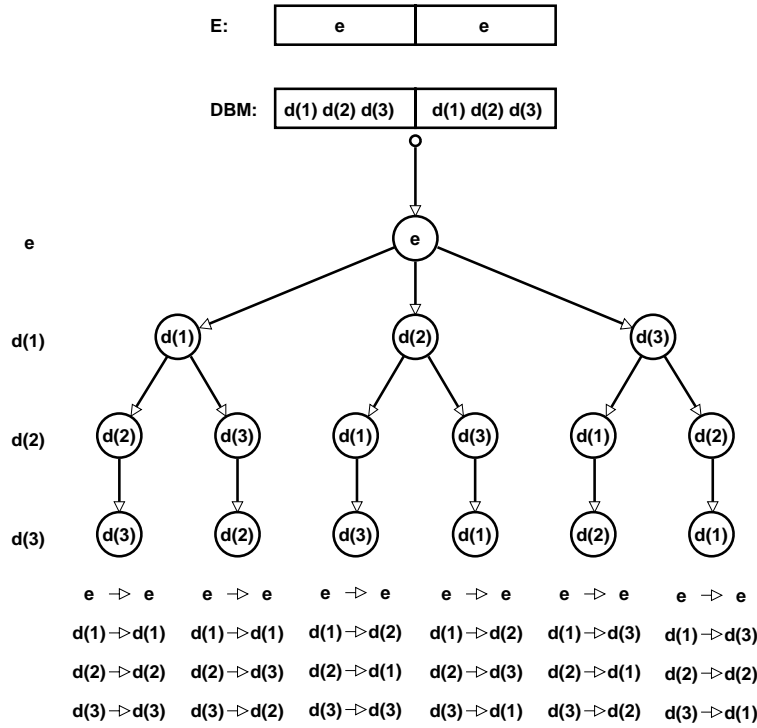 E: e e
DBM: d(1) d(2) d(3) d(1) d(2) d(3)
e e
d(1) d(1) d(2) d(3)
d(2) d(2) d(3) d(1) d(3) d(1) d(2)
d(3) d(3) d(2) d(3) d(1) d(2) d(1)
e → e e → e e → e e → e e → e e → e
d(1) → d(1) d(1) → d(1) d(1) → d(2) d(1) → d(2) d(1) → d(3) d(1) → d(3)
d(2) → d(2) d(2) → d(3) d(2) → d(1) d(2) → d(3) d(2) → d(1) d(2) → d(2)
d(3) → d(3) d(3) → d(2) d(3) → d(3) d(3) → d(1) d(3) → d(2) d(3) → d(1)